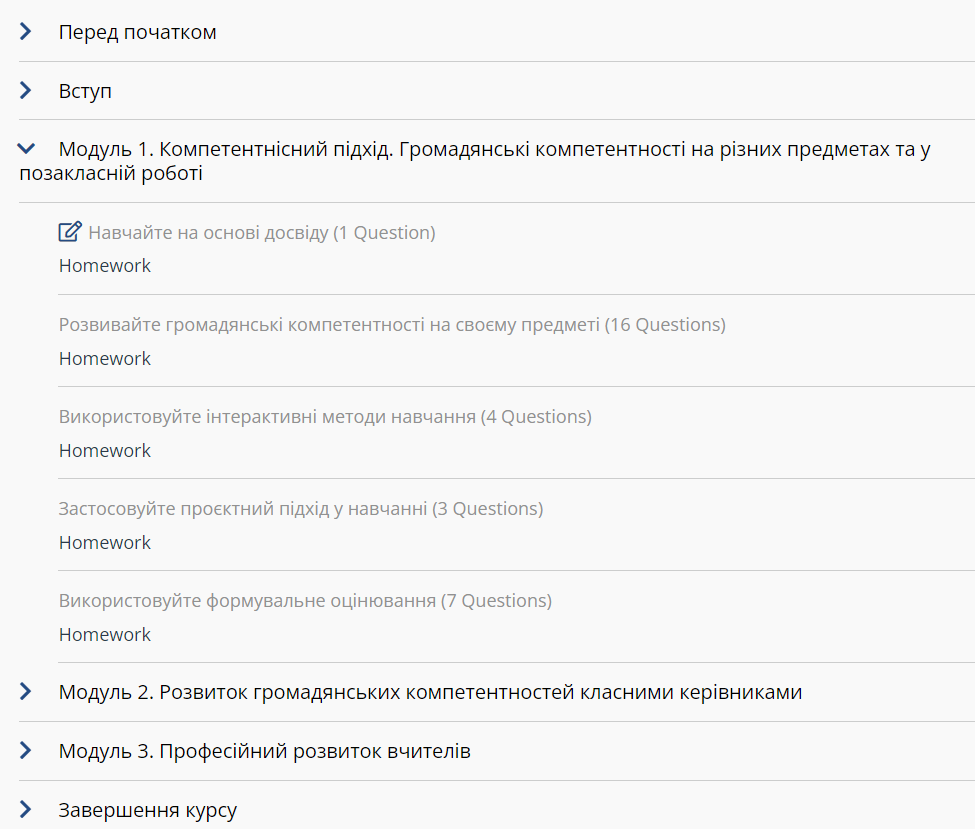 Перед початком
Вступ
Модуль 1. Компетентнісний підхід. Громадянські компетентності на різних предметах та у
позакласній роботі
Навчайте на основі досвіду (1 Question)
Homework
Розвивайте громадянські компетентності на своєму предметі (16 Questions)
Homework
Використовуйте інтерактивні методи навчання (4 Questions)
Homework
Застосовуйте проєктний підхід у навчанні (3 Questions)
Homework
Використовуйте формувальне оцінювання (7 Questions)
Homework
Модуль 2. Розвиток громадянських компетентностей класними керівниками
Модуль 3. Професійний розвиток вчителів
Завершення курсу